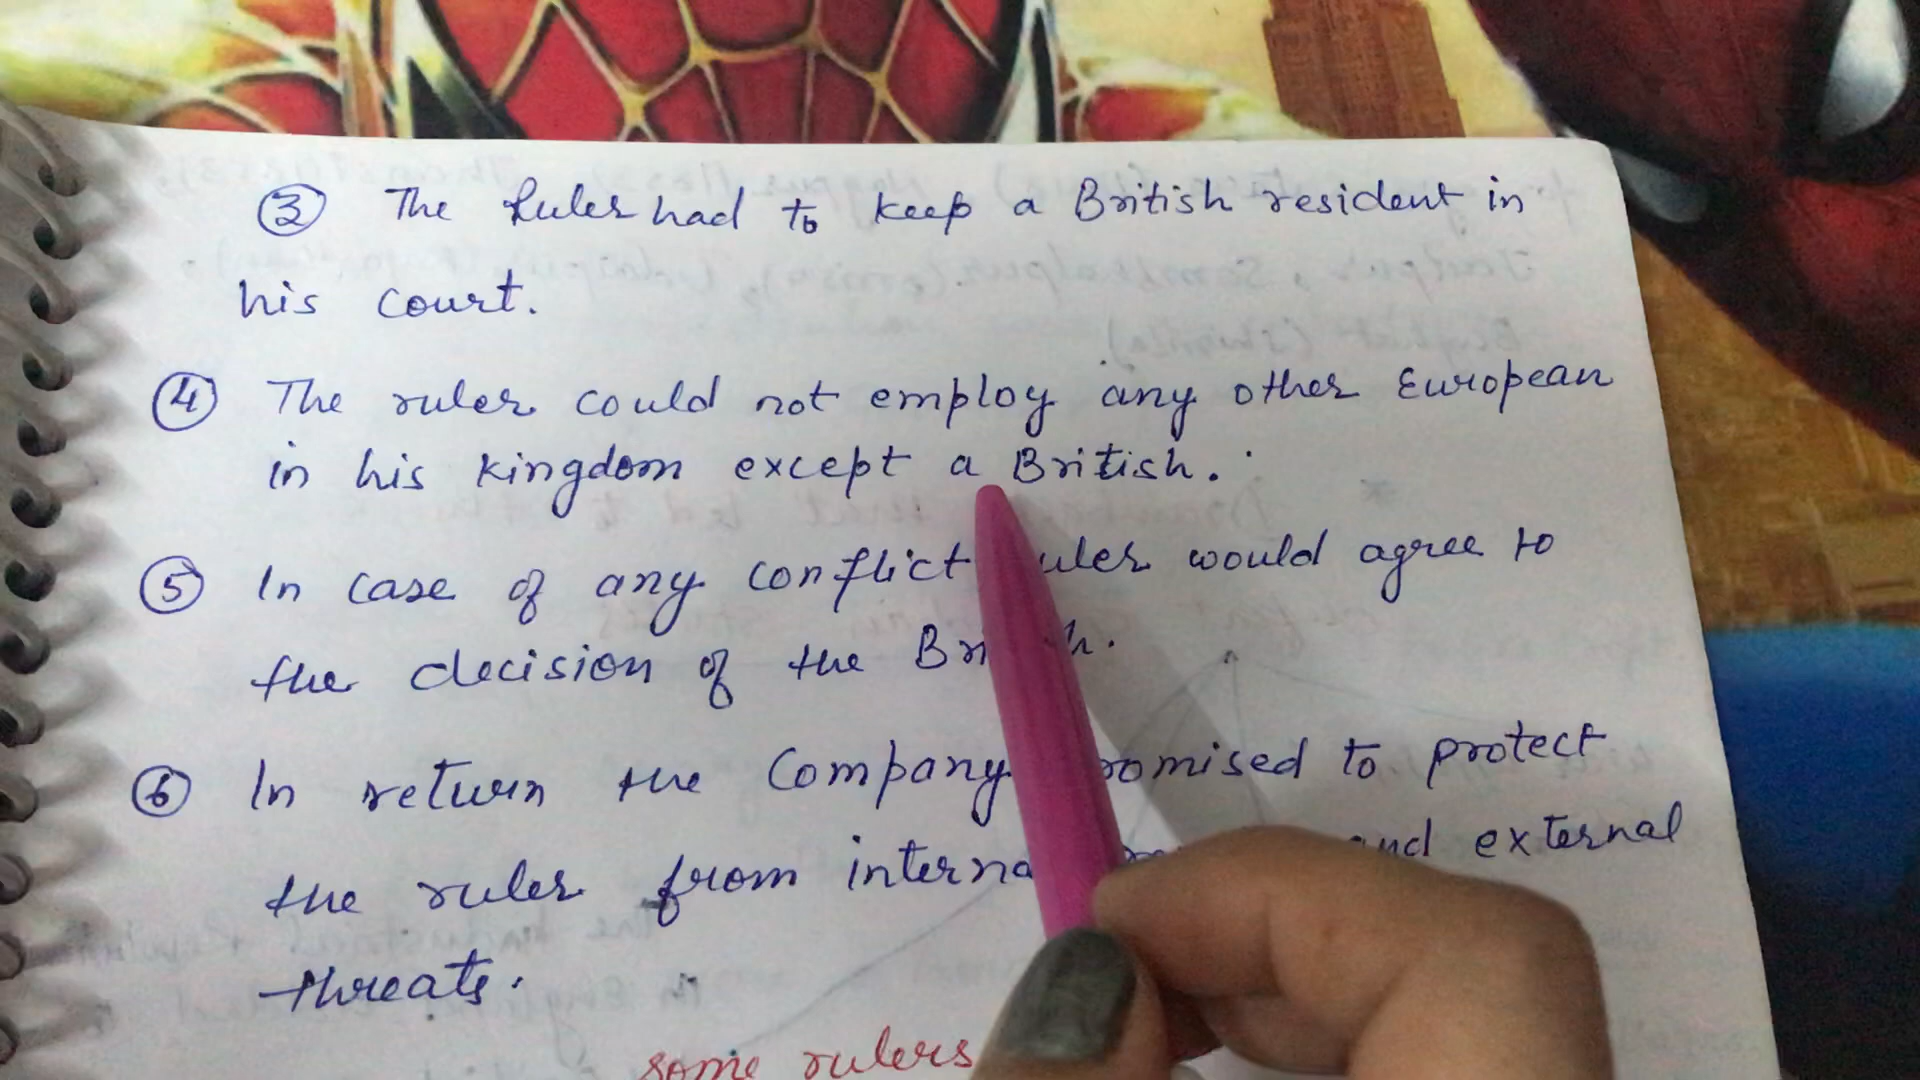 ③ The Ruler had to keep a British resident in
his court.
④ The ruler could not employ any other European
in his kingdom except a British.
⑤ In case of any conflict would agree to
the decision of the
⑥ In return the Company to protect
the ruler from external
threats.
some rulers